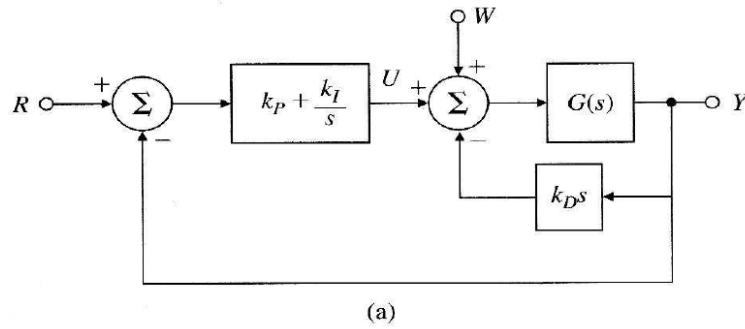 W
R + Σ − k_P + k_I/s U + Σ + − G(s) Y
k_D s
(a)